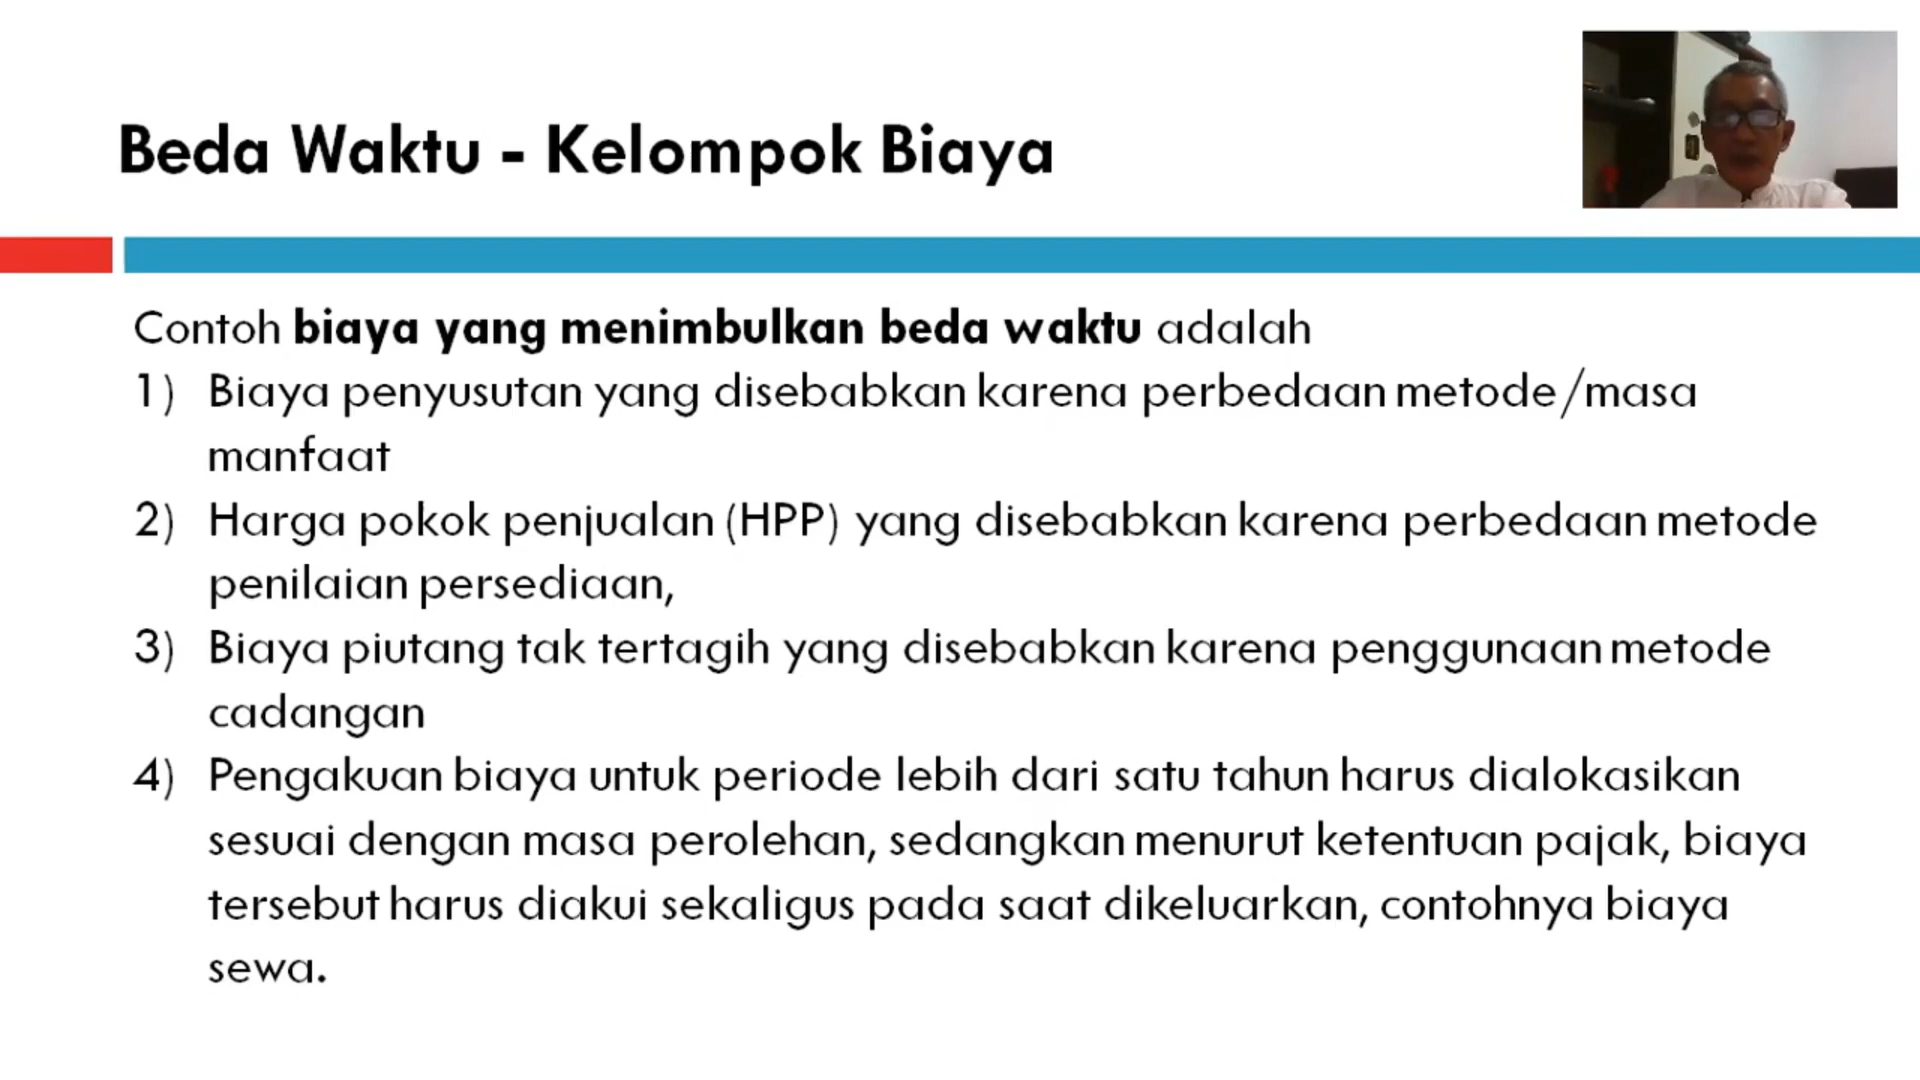 Beda Waktu - Kelompok Biaya
Contoh biaya yang menimbulkan beda waktu adalah
1) Biaya penyusutan yang disebabkan karena perbedaan metode/masa
manfaat
2) Harga pokok penjualan (HPP) yang disebabkan karena perbedaan metode
penilaian persediaan,
3) Biaya piutang tak tertagih yang disebabkan karena penggunaan metode
cadangan
4) Pengakuan biaya untuk periode lebih dari satu tahun harus dialokasikan
sesuai dengan masa perolehan, sedangkan menurut ketentuan pajak, biaya
tersebut harus diakui sekaligus pada saat dikeluarkan, contohnya biaya
sewa.